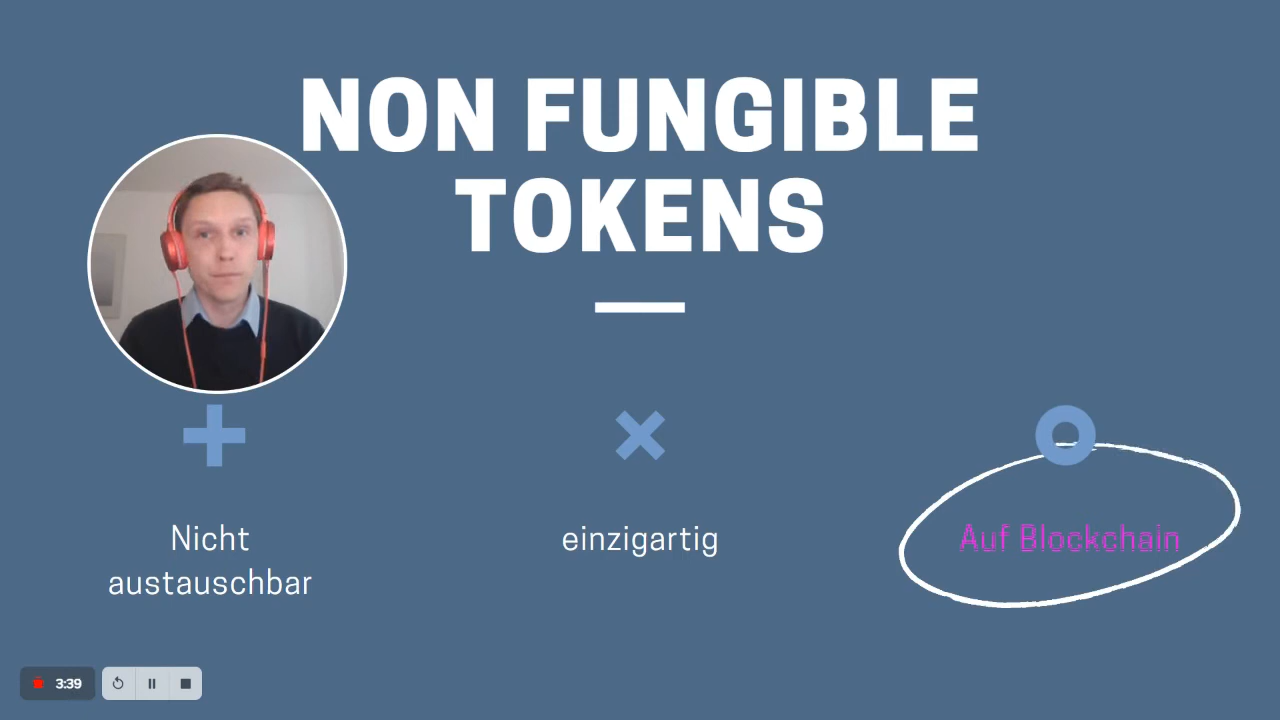 NON FUNGIBLE
TOKENS
Nicht
austauschbar
einzigartig
Auf Blockchain
3:39